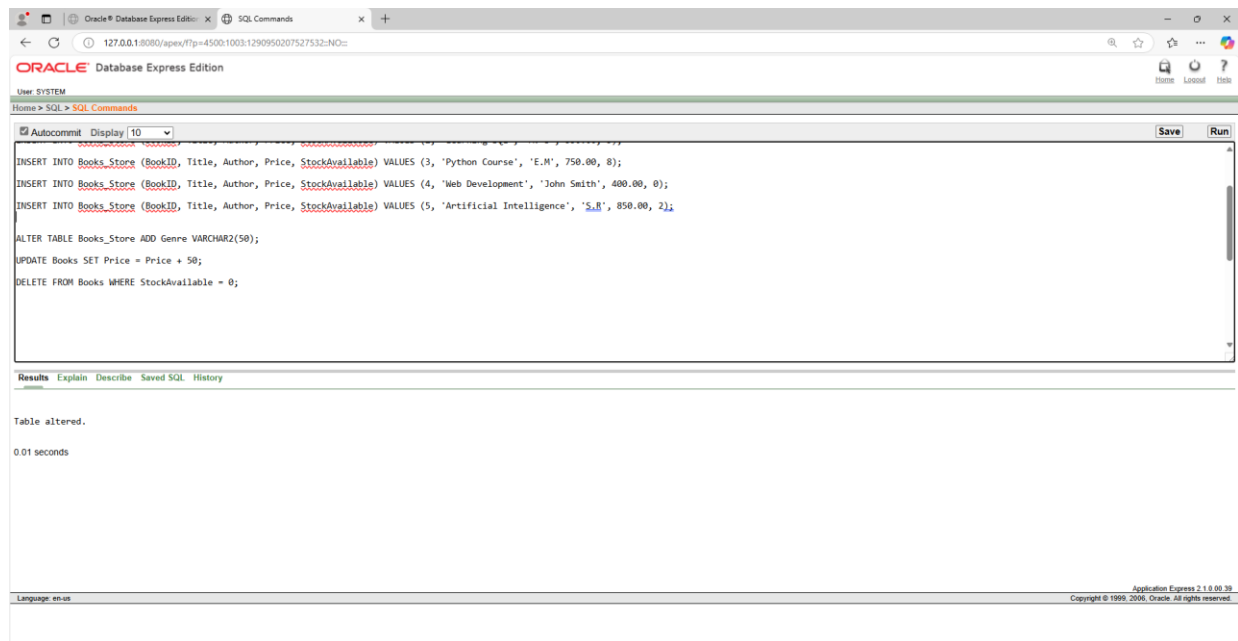 Oracle® Database Express Editio
SQL Commands
127.0.0.1:8080/apex/f?p=4500:1003:1290950207527532::NO:::
ORACLE Database Express Edition
Home Logout Help
User: SYSTEM
Home > SQL > SQL Commands
Autocommit Display 10
Save Run
INSERT INTO Books_Store (BookID, Title, Author, Price, StockAvailable) VALUES (3, 'Python Course', 'E.M', 750.00, 8);
INSERT INTO Books_Store (BookID, Title, Author, Price, StockAvailable) VALUES (4, 'Web Development', 'John Smith', 400.00, 0);
INSERT INTO Books_Store (BookID, Title, Author, Price, StockAvailable) VALUES (5, 'Artificial Intelligence', 'S.R', 850.00, 2);
ALTER TABLE Books_Store ADD Genre VARCHAR2(50);
UPDATE Books SET Price = Price + 50;
DELETE FROM Books WHERE StockAvailable = 0;
Results Explain Describe Saved SQL History
Table altered.
0.01 seconds
Application Express 2.1.0.00.39
Language: en-us
Copyright © 1999, 2006, Oracle. All rights reserved.